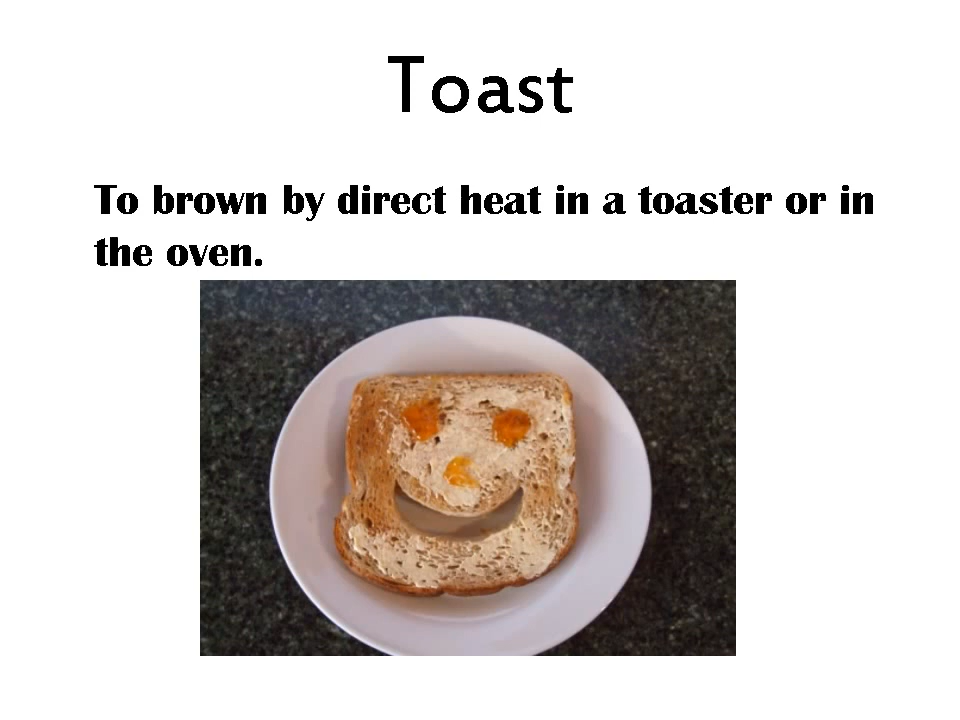 Toast
To brown by direct heat in a toaster or in
the oven.